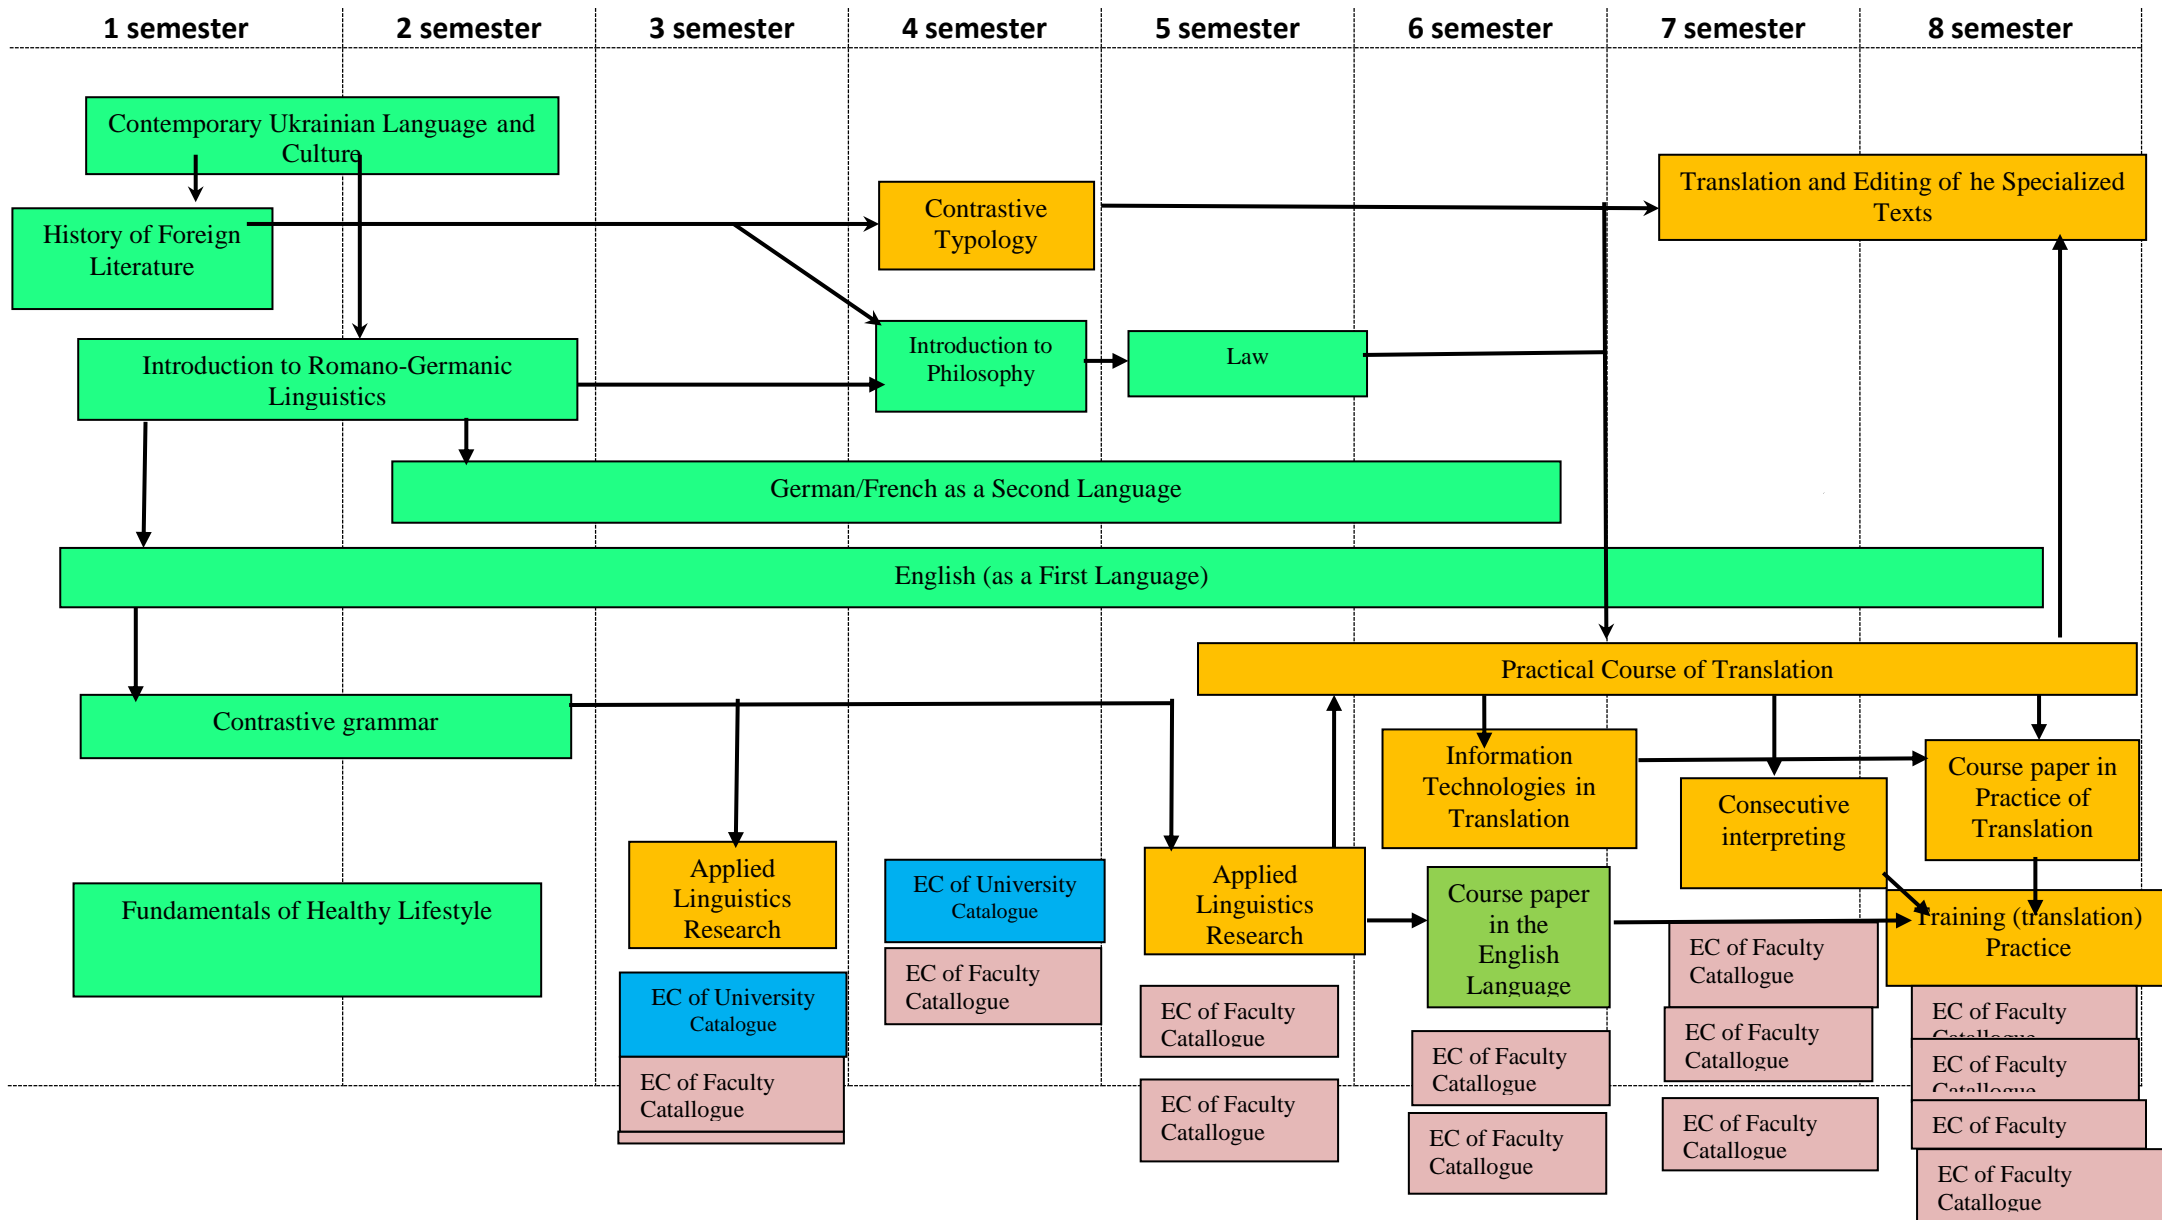 1 semester
2 semester
3 semester
4 semester
5 semester
6 semester
7 semester
8 semester
Contemporary Ukrainian Language and
Culture
Translation and Editing of he Specialized
Texts
Contrastive
Typology
History of Foreign
Literature
Introduction to
Philosophy
Law
Introduction to Romano-Germanic
Linguistics
German/French as a Second Language
English (as a First Language)
Practical Course of Translation
Contrastive grammar
Information
Technologies in
Translation
Course paper in
Practice of
Translation
Consecutive
interpreting
Applied
Linguistics
Research
EC of University
Catalogue
Applied
Linguistics
Research
Course paper
in the
English
Language
Fundamentals of Healthy Lifestyle
Training (translation)
Practice
EC of Faculty
Catallogue
EC of Faculty
Catallogue
EC of University
Catalogue
EC of Faculty
Catallogue
EC of Faculty
Catallogue
EC of Faculty
Catallogue
EC of Faculty
Catallogue
EC of Faculty
Catallogue
EC of Faculty
Catallogue
EC of Faculty
Catallogue
EC of Faculty
Catallogue
EC of Faculty
Catallogue
EC of Faculty
EC of Faculty
Catallogue
EC of Faculty
Catallogue